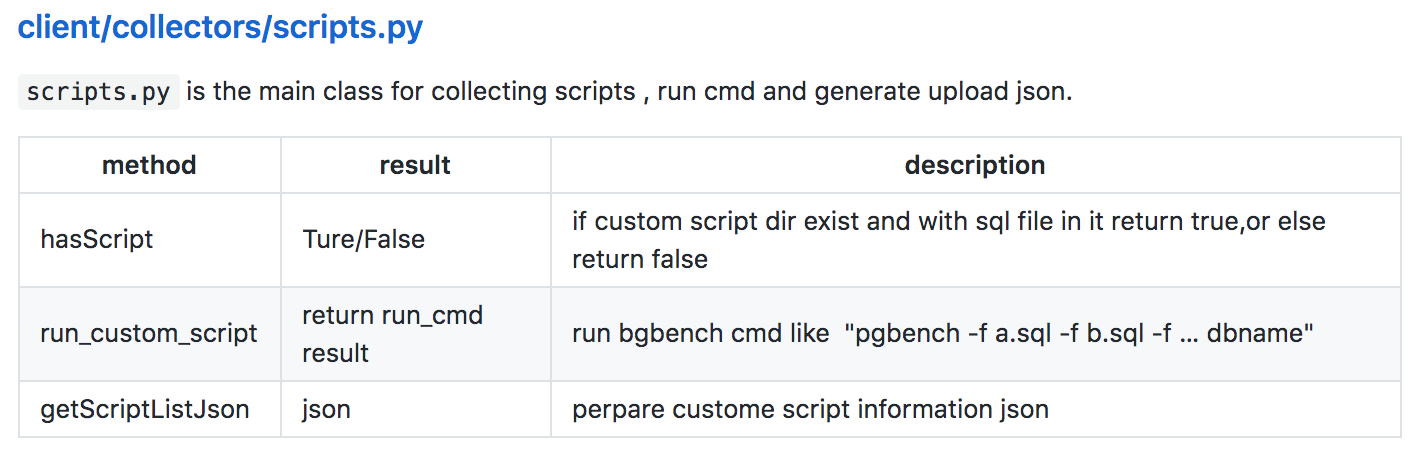 client/collectors/scripts.py
scripts.py is the main class for collecting scripts , run cmd and generate upload json.
method result description
hasScript Ture/False if custom script dir exist and with sql file in it return true,or else
return false
run_custom_script return run_cmd
result run bgbench cmd like "pgbench -f a.sql -f b.sql -f ... dbname"
getScriptListJson json perpare custome script information json